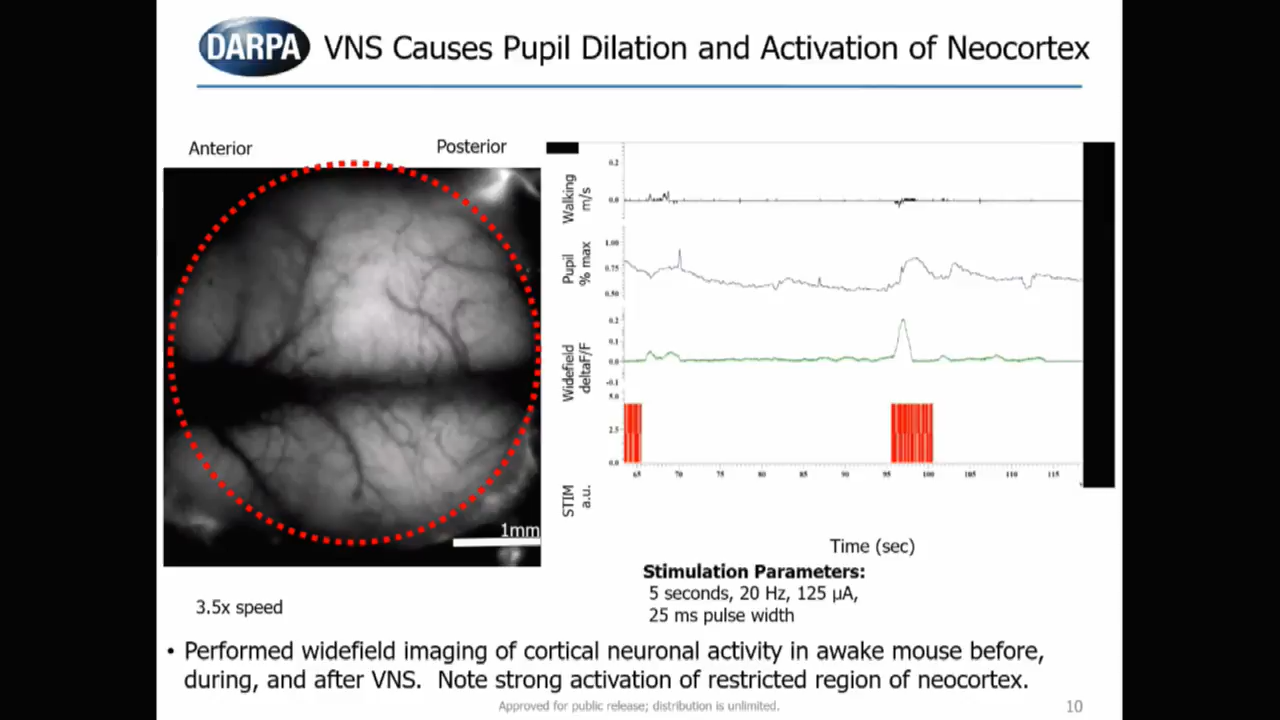 DARPA
VNS Causes Pupil Dilation and Activation of Neocortex
Anterior
Posterior
1mm
3.5x speed
Walking
m/s
0.2
0.0
Pupil
% max
1.00
0.75
0.50
Widefield
deltaF/F
0.2
0.1
0.0
-0.1
STIM
a.u.
5.0
2.5
0.0
65 70 75 80 85 90 95 100 105 110 115
Time (sec)
Stimulation Parameters:
5 seconds, 20 Hz, 125 µA,
25 ms pulse width
• Performed widefield imaging of cortical neuronal activity in awake mouse before,
during, and after VNS. Note strong activation of restricted region of neocortex.
Approved for public release; distribution is unlimited.
10